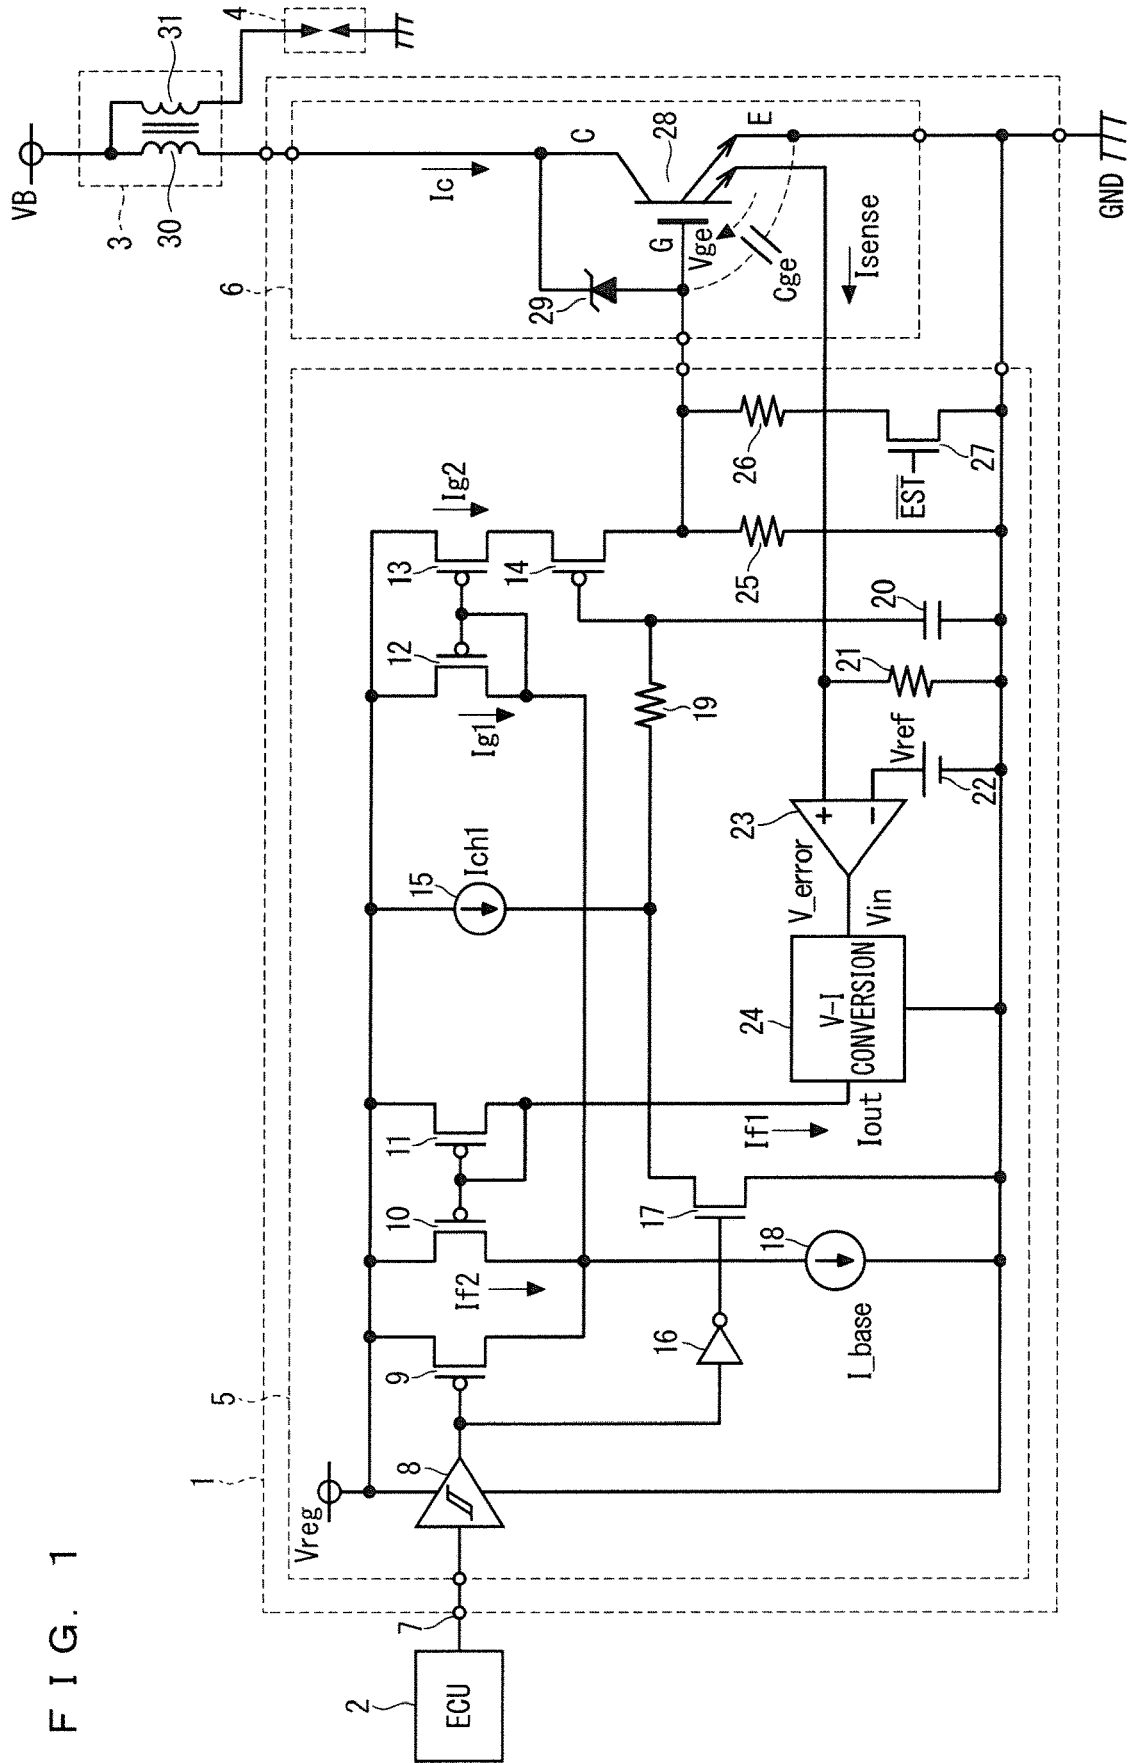 FIG. 1
VB
3
30
31
4
1
5
6
Vreg
8
7
2
ECU
9
10
11
If2
If1
Iout
15
Ich1
12
13
14
Ig1
Ig2
16
17
18
I_base
19
20
21
22
Vref
23
V_error
Vin
24
V-I
CONVERSION
25
26
27
EST
28
29
Ic
C
G
E
Vge
Cge
Isense
GND